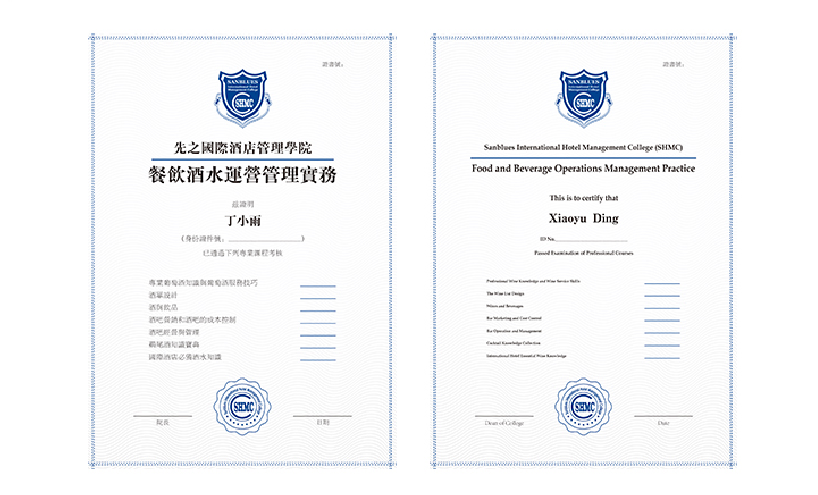 證書號：
SANBLUES
International Hotel
Management College
SHMC
先之國際酒店管理學院
餐飲酒水運營管理實務
茲證明
丁小雨
（身份證件號：）
已通過下列專業課程考核
專業葡萄酒知識與葡萄酒服務技巧
酒單設計
酒與飲品
酒吧營銷和酒吧的成本控制
酒吧經營與管理
雞尾酒知識寶典
國際酒店必備酒水知識
院長
SHMC
日期
證書號：
SANBLUES
International Hotel
Management College
SHMC
Sanblues International Hotel Management College (SHMC)
Food and Beverage Operations Management Practice
This is to certify that
Xiaoyu Ding
ID No.
Passed Examination of Professional Courses
Professional Wine Knowledge and Wine Service Skills
The Wine List Design
Wines and Beverages
Bar Marketing and Cost Control
Bar Operation and Management
Cocktail Knowledge Collection
International Hotel Essential Wine Knowledge
Dean of College
SHMC
Date